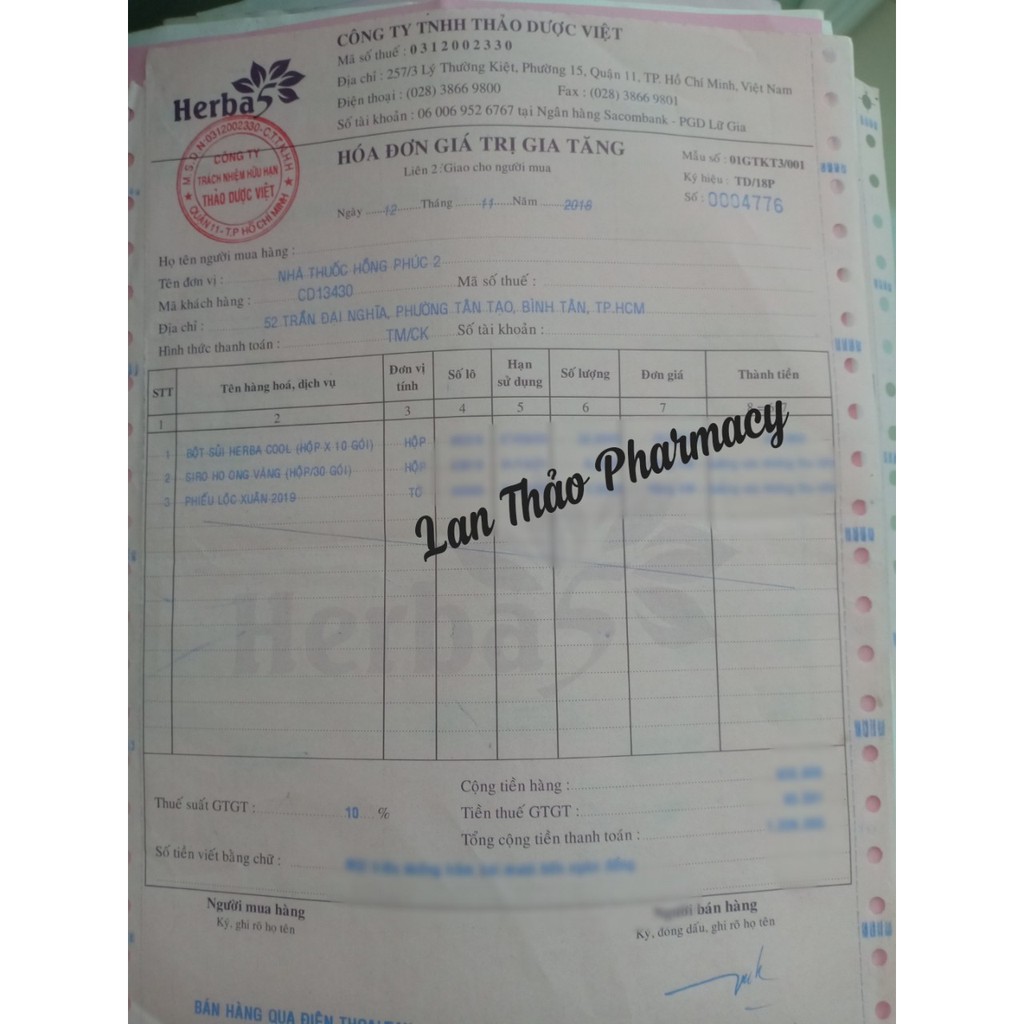 CÔNG TY TNHH THẢO DƯỢC VIỆT
Mã số thuế : 0312002330
Địa chỉ : 257/3 Lý Thường Kiệt, Phường 15, Quận 11, TP. Hồ Chí Minh, Việt Nam
Điện thoại : (028) 3866 9800 Fax : (028) 3866 9801
Số tài khoản : 06 006 952 6767 tại Ngân hàng Sacombank - PGD Lữ Gia
Herba5
M.S.D.N:0312002330-C.T.T.N.H.H
CÔNG TY
TRÁCH NHIỆM HỮU HẠN
THẢO DƯỢC VIỆT
QUẬN 11-T.P HỒ CHÍ MINH
HÓA ĐƠN GIÁ TRỊ GIA TĂNG
Liên 2: Giao cho người mua
Ngày 12 Tháng 11 Năm 2018
Mẫu số : 01GTKT3/001
Ký hiệu : TD/18P
Số : 0004776
Họ tên người mua hàng :
Tên đơn vị : NHÀ THUỐC HỒNG PHÚC 2
Mã khách hàng : CD13430 Mã số thuế :
Địa chỉ : 52 TRẦN ĐẠI NGHĨA, PHƯỜNG TÂN TẠO, BÌNH TÂN, TP.HCM
Hình thức thanh toán : TM/CK Số tài khoản :
STT Tên hàng hoá, dịch vụ Đơn vị tính Số lô Hạn sử dụng Số lượng Đơn giá Thành tiền
1 2 3 4 5 6 7
1 BỘT SỦI HERBA COOL (HỘP X 10 GÓI) HỘP
2 SIRO HO ONG VÀNG (HỘP/30 GÓI) HỘP
3 PHIẾU LỘC XUÂN 2019 TỜ
Lan Thảo Pharmacy
Herba5
Cộng tiền hàng :
Thuế suất GTGT : 10 % Tiền thuế GTGT :
Tổng cộng tiền thanh toán :
Số tiền viết bằng chữ :
Người mua hàng Người bán hàng
Ký, ghi rõ họ tên Ký, đóng dấu, ghi rõ họ tên
BÁN HÀNG QUA ĐIỆN THOẠI